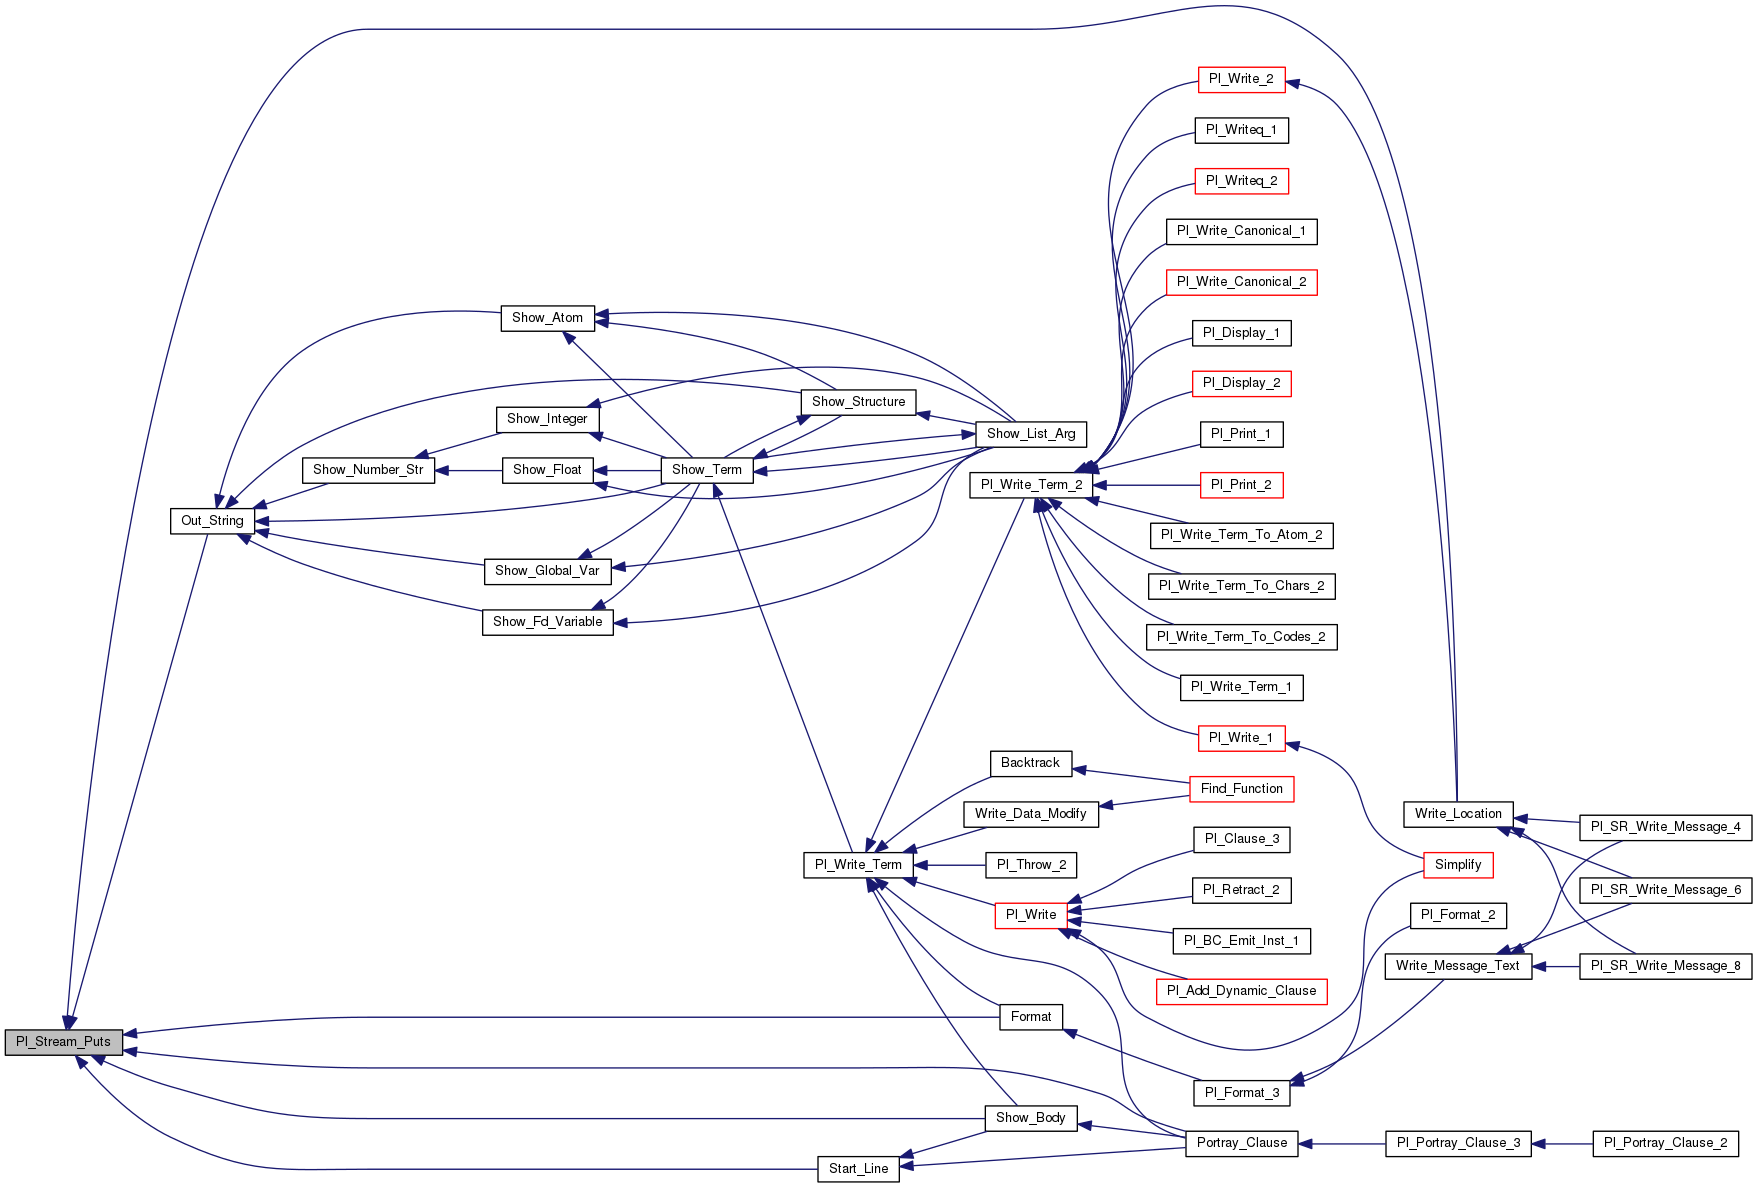 Pl_Write_2
Pl_Writeq_1
Pl_Writeq_2
Pl_Write_Canonical_1
Pl_Write_Canonical_2
Show_Atom
Pl_Display_1
Pl_Display_2
Show_Structure
Show_Integer
Show_List_Arg
Pl_Print_1
Show_Number_Str
Show_Float
Show_Term
Pl_Write_Term_2
Pl_Print_2
Out_String
Pl_Write_Term_To_Atom_2
Show_Global_Var
Pl_Write_Term_To_Chars_2
Show_Fd_Variable
Pl_Write_Term_To_Codes_2
Pl_Write_Term_1
Pl_Write_1
Backtrack
Find_Function
Write_Data_Modify
Write_Location
Pl_SR_Write_Message_4
Pl_Clause_3
Pl_Write_Term
Pl_Throw_2
Simplify
Pl_Retract_2
Pl_SR_Write_Message_6
Pl_Write
Pl_Format_2
Pl_BC_Emit_Inst_1
Write_Message_Text
Pl_SR_Write_Message_8
Pl_Add_Dynamic_Clause
Format
Pl_Stream_Puts
Pl_Format_3
Show_Body
Portray_Clause
Pl_Portray_Clause_3
Pl_Portray_Clause_2
Start_Line